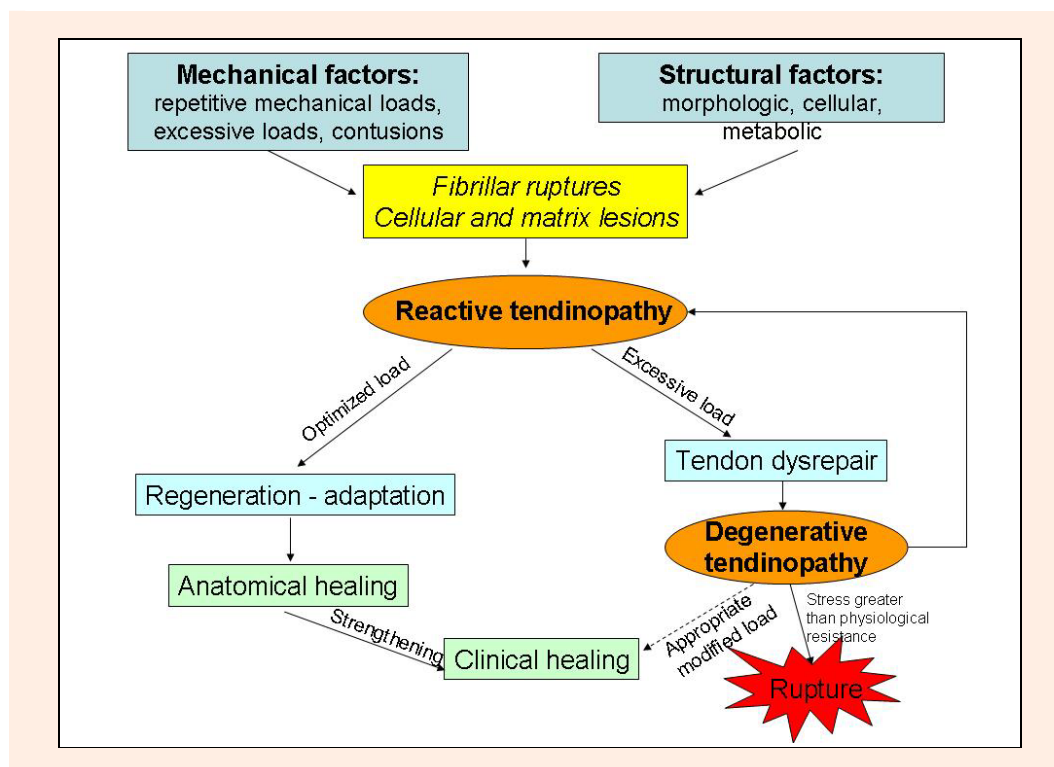 Mechanical factors:
repetitive mechanical loads,
excessive loads, contusions
Structural factors:
morphologic, cellular,
metabolic
Fibrillar ruptures
Cellular and matrix lesions
Reactive tendinopathy
Optimized load
Excessive load
Tendon dysrepair
Regeneration - adaptation
Degenerative
tendinopathy
Anatomical healing
Strengthening
Clinical healing
Appropriate
modified load
Stress greater
than physiological
resistance
Rupture